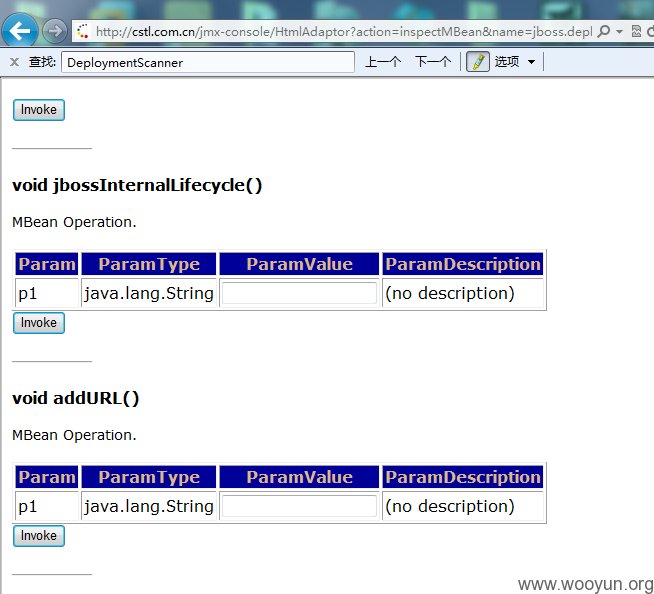 http://cstl.com.cn/jmx-console/HtmlAdaptor?action=inspectMBean&name=jboss.depl
x 查找: DeploymentScanner 上一个 下一个 选项
Invoke
void jbossInternalLifecycle()
MBean Operation.
Param ParamType ParamValue ParamDescription
p1 java.lang.String (no description)
Invoke
void addURL()
MBean Operation.
Param ParamType ParamValue ParamDescription
p1 java.lang.String (no description)
Invoke
www.wooyun.org